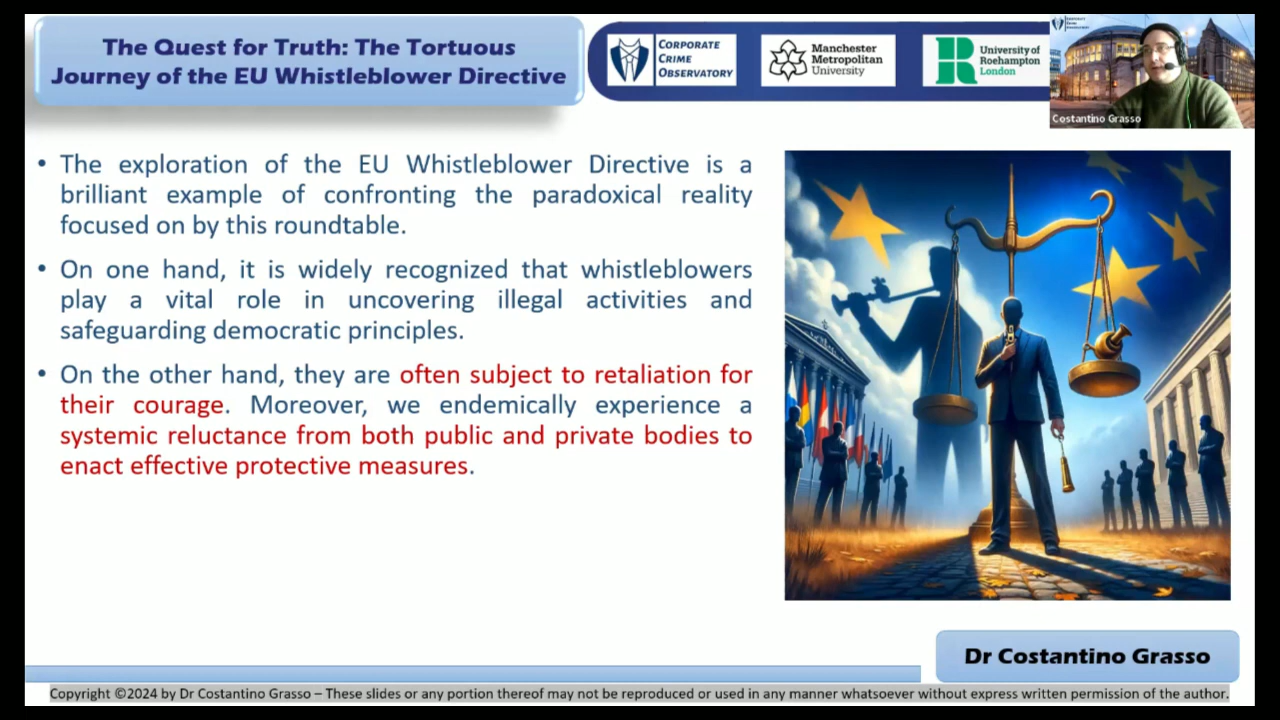 The Quest for Truth: The Tortuous
Journey of the EU Whistleblower Directive
CORPORATE
CRIME
OBSERVATORY
Manchester
Metropolitan
University
University of
Roehampton
London
Costantino Grasso
• The exploration of the EU Whistleblower Directive is a
brilliant example of confronting the paradoxical reality
focused on by this roundtable.
• On one hand, it is widely recognized that whistleblowers
play a vital role in uncovering illegal activities and
safeguarding democratic principles.
• On the other hand, they are often subject to retaliation for
their courage. Moreover, we endemically experience a
systemic reluctance from both public and private bodies to
enact effective protective measures.
Dr Costantino Grasso
Copyright ©2024 by Dr Costantino Grasso – These slides or any portion thereof may not be reproduced or used in any manner whatsoever without express written permission of the author.